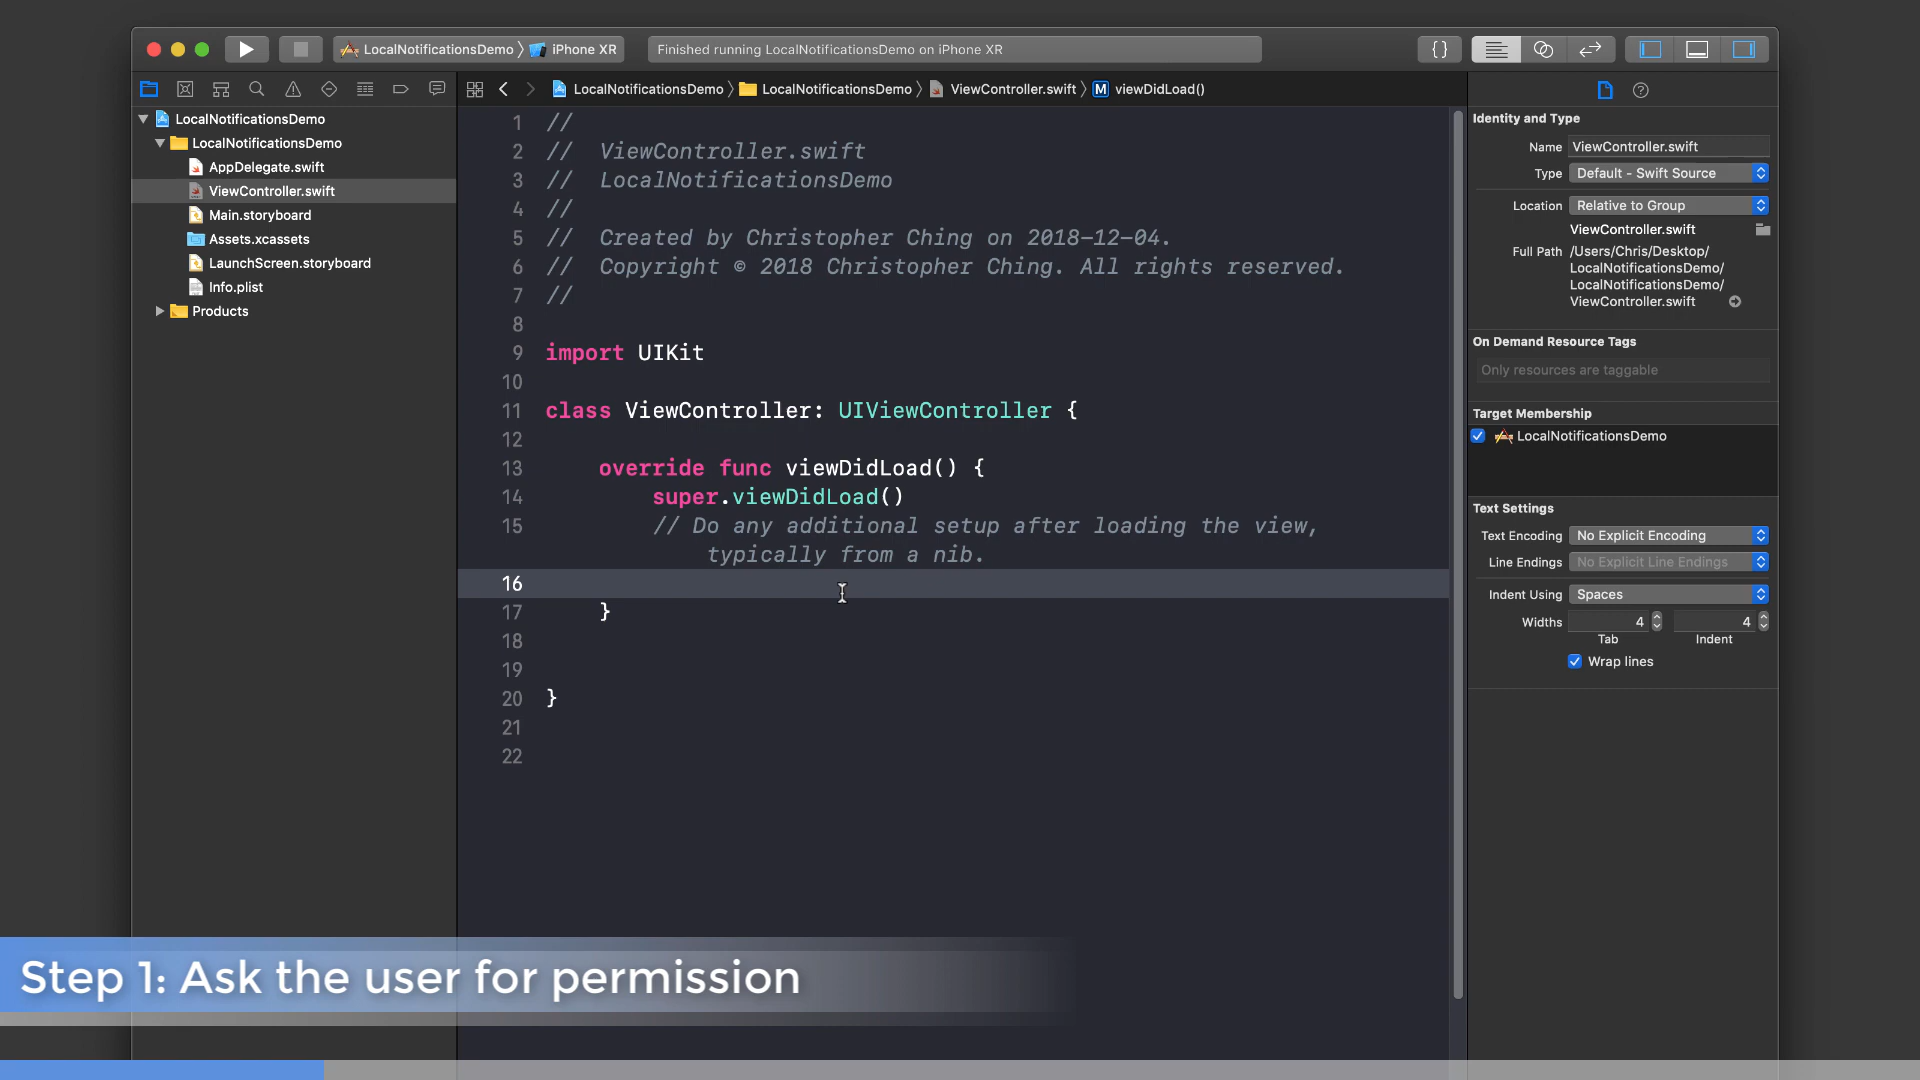 LocalNotificationsDemo
iPhone XR
Finished running LocalNotificationsDemo on iPhone XR
{}
LocalNotificationsDemo
LocalNotificationsDemo
ViewController.swift
M
viewDidLoad()
LocalNotificationsDemo
LocalNotificationsDemo
AppDelegate.swift
ViewController.swift
Main.storyboard
Assets.xcassets
LaunchScreen.storyboard
Info.plist
Products
1 //
2 // ViewController.swift
3 // LocalNotificationsDemo
4 //
5 // Created by Christopher Ching on 2018-12-04.
6 // Copyright © 2018 Christopher Ching. All rights reserved.
7 //
8
9 import UIKit
10
11 class ViewController: UIViewController {
12
13 override func viewDidLoad() {
14 super.viewDidLoad()
15 // Do any additional setup after loading the view,
typically from a nib.
16
17 }
18
19
20 }
21
22
Identity and Type
Name ViewController.swift
Type Default - Swift Source
Location Relative to Group
ViewController.swift
Full Path /Users/Chris/Desktop/
LocalNotificationsDemo/
LocalNotificationsDemo/
ViewController.swift
On Demand Resource Tags
Only resources are taggable
Target Membership
LocalNotificationsDemo
Text Settings
Text Encoding No Explicit Encoding
Line Endings No Explicit Line Endings
Indent Using Spaces
Widths 4 4
Tab Indent
Wrap lines
Step 1: Ask the user for permission